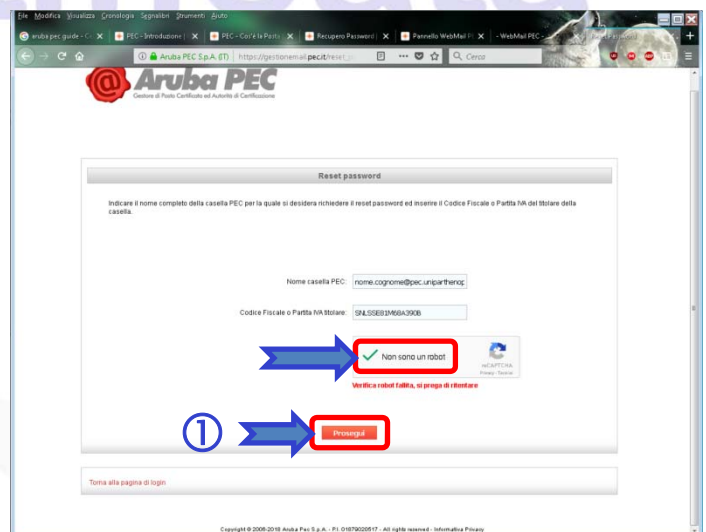 File Modifica Visualizza Cronologia Segnalibri Strumenti Aiuto
aruba pec guide - C PEC - Introduzione | PEC - Cos'è la Posta Recupero Password | Pannello WebMail P - WebMail PEC -
Aruba PEC S.p.A. (IT) https://gestionemail.pec.it/reset_ Cerca
Aruba PEC
Gestore di Posta Certificata ed Autorità di Certificazione
Reset password
Indicare il nome completo della casella PEC per la quale si desidera richiedere il reset password ed inserire il Codice Fiscale o Partita IVA del titolare della
casella.
Nome casella PEC: nome.cognome@pec.uniparthenop
Codice Fiscale o Partita IVA titolare:
Non sono un robot
reCAPTCHA
Privacy - Termini
Verifica robot fallita, si prega di ritentare
① Prosegui
Torna alla pagina di login
Copyright © 2006-2018 Aruba Pec S.p.A. - P.I. 01879020517 - All rights reserved - Informativa Privacy